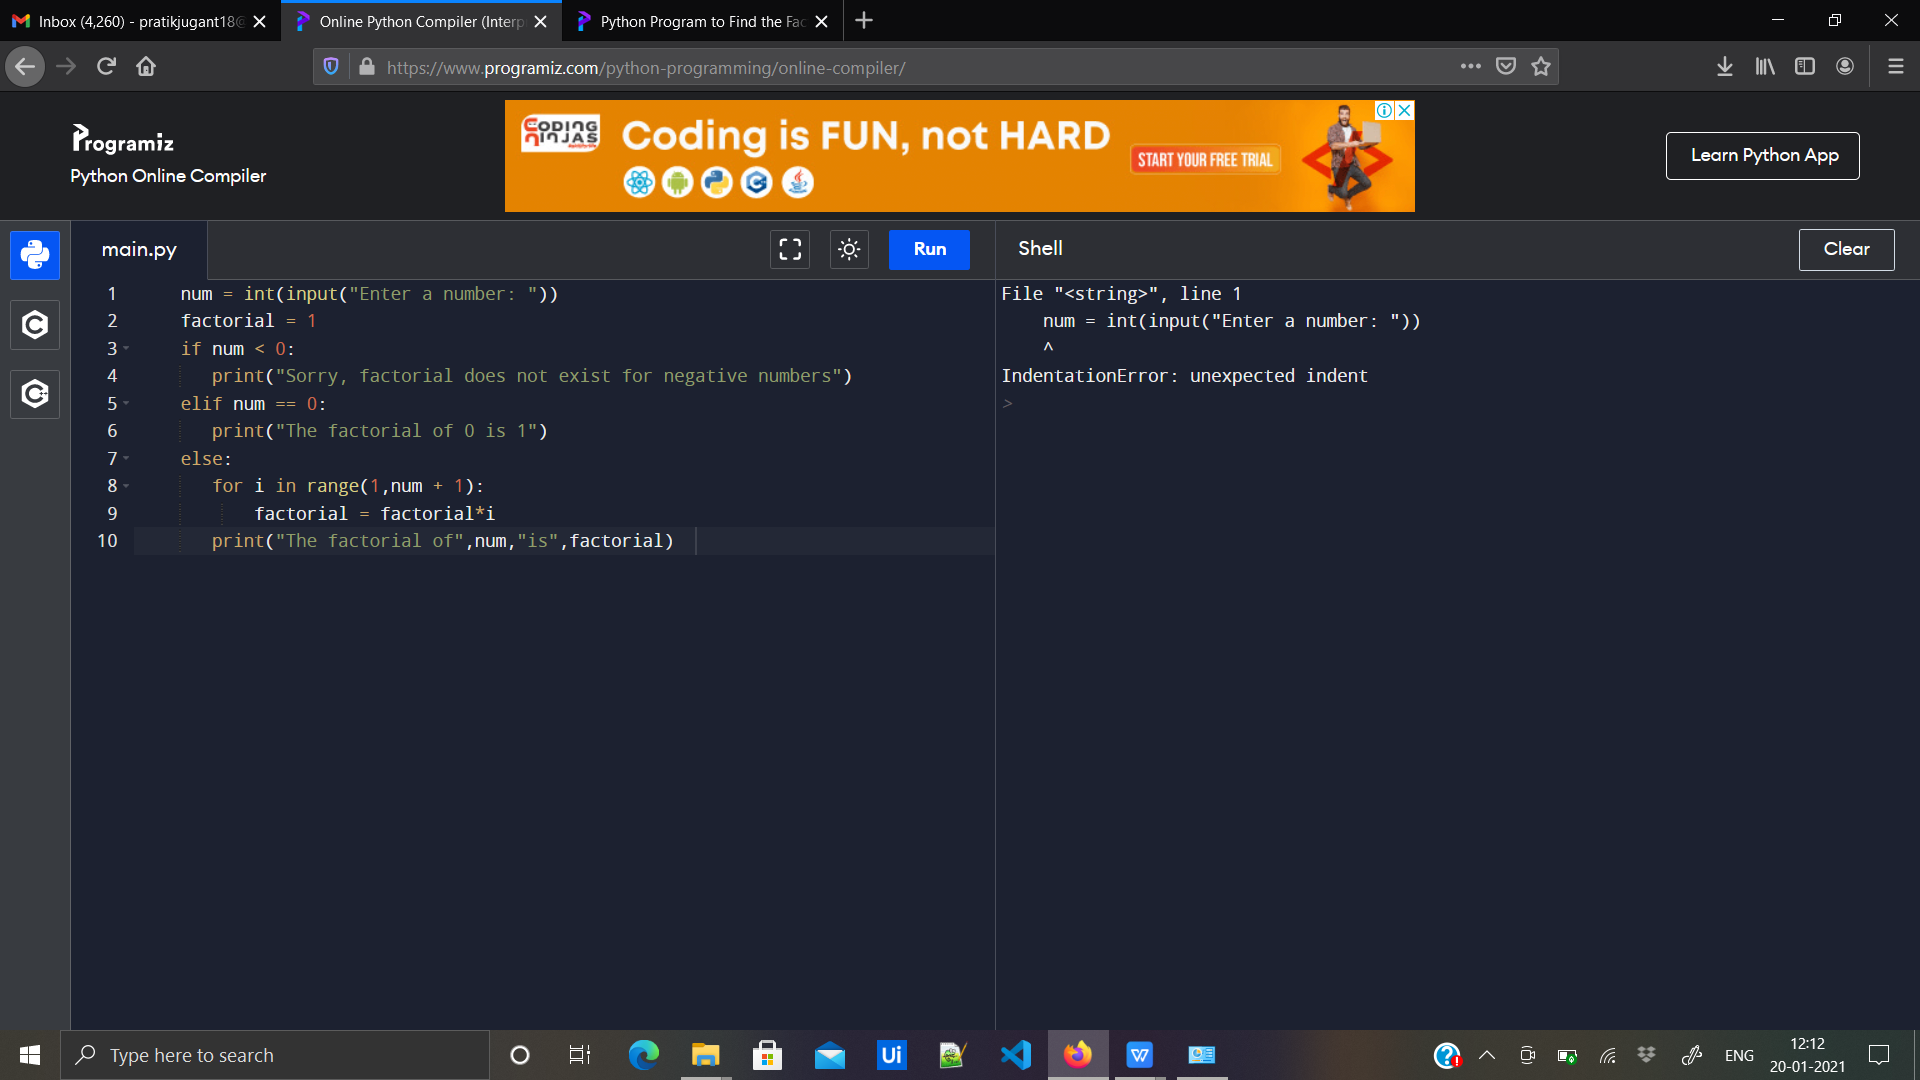 Inbox (4,260) - pratikjugant18@
Online Python Compiler (Interp
Python Program to Find the Fac
https://www.programiz.com/python-programming/online-compiler/
Programiz
Python Online Compiler
CODING NINJAS
Coding is FUN, not HARD
START YOUR FREE TRIAL
Learn Python App
main.py
Run
Shell
Clear
1 num = int(input("Enter a number: "))
2 factorial = 1
3 if num < 0:
4 print("Sorry, factorial does not exist for negative numbers")
5 elif num == 0:
6 print("The factorial of 0 is 1")
7 else:
8 for i in range(1,num + 1):
9 factorial = factorial*i
10 print("The factorial of",num,"is",factorial)
File "<string>", line 1
num = int(input("Enter a number: "))
^
IndentationError: unexpected indent
>
Type here to search
Ui
W
ENG
12:12
20-01-2021